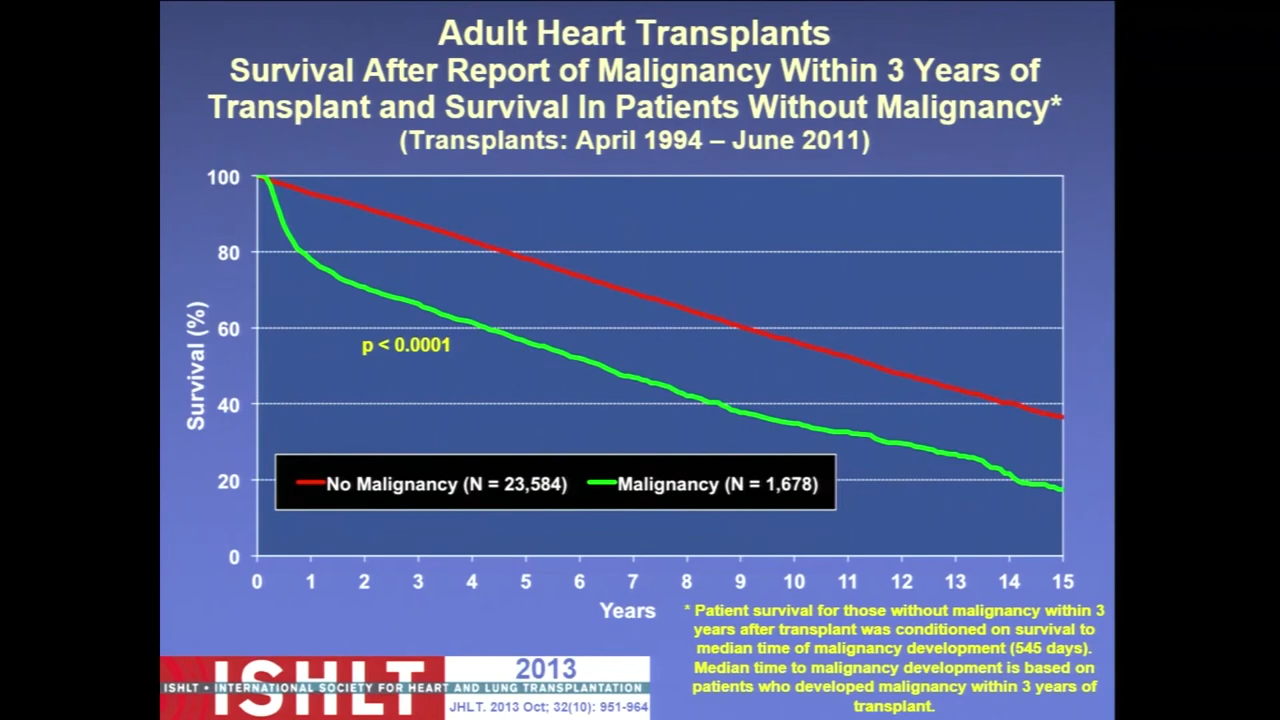 Adult Heart Transplants
Survival After Report of Malignancy Within 3 Years of
Transplant and Survival In Patients Without Malignancy*
(Transplants: April 1994 – June 2011)
100
80
60
40
20
0
Survival (%)
p < 0.0001
No Malignancy (N = 23,584)
Malignancy (N = 1,678)
0 1 2 3 4 5 6 7 8 9 10 11 12 13 14 15
Years
* Patient survival for those without malignancy within 3
years after transplant was conditioned on survival to
median time of malignancy development (545 days).
Median time to malignancy development is based on
patients who developed malignancy within 3 years of
transplant.
ISHLT
2013
ISHLT • INTERNATIONAL SOCIETY FOR HEART AND LUNG TRANSPLANTATION
JHLT. 2013 Oct; 32(10): 951-964